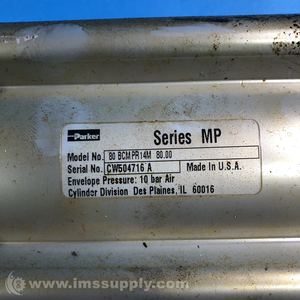 Parker
Series MP
Model No. 80 BCMPR14M 80.00
Serial No. CW504716 A Made In U.S.A.
Envelope Pressure: 10 bar Air
Cylinder Division Des Plaines, IL 60016
© www.imssupply.com